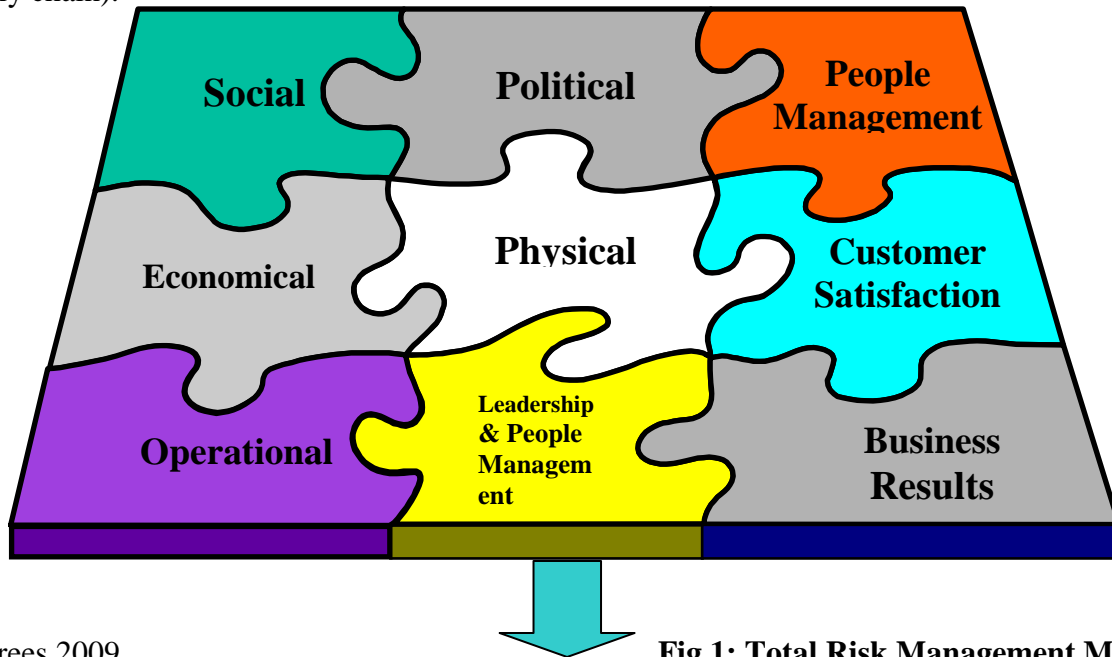 Social
Political
People
Management
Economical
Physical
Customer
Satisfaction
Operational
Leadership
& People
Managem
ent
Business
Results
2009
Fig 1: Total Risk Management M